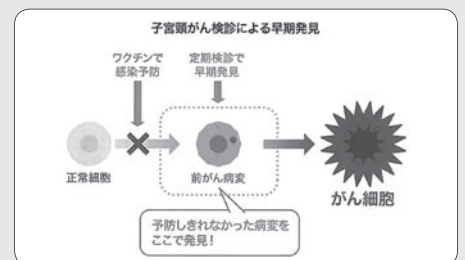 子宮頸がん検診による早期発見
ワクチンで
感染予防
定期検診で
早期発見
正常細胞
前がん病変
がん細胞
予防しきれなかった病変を
ここで発見！